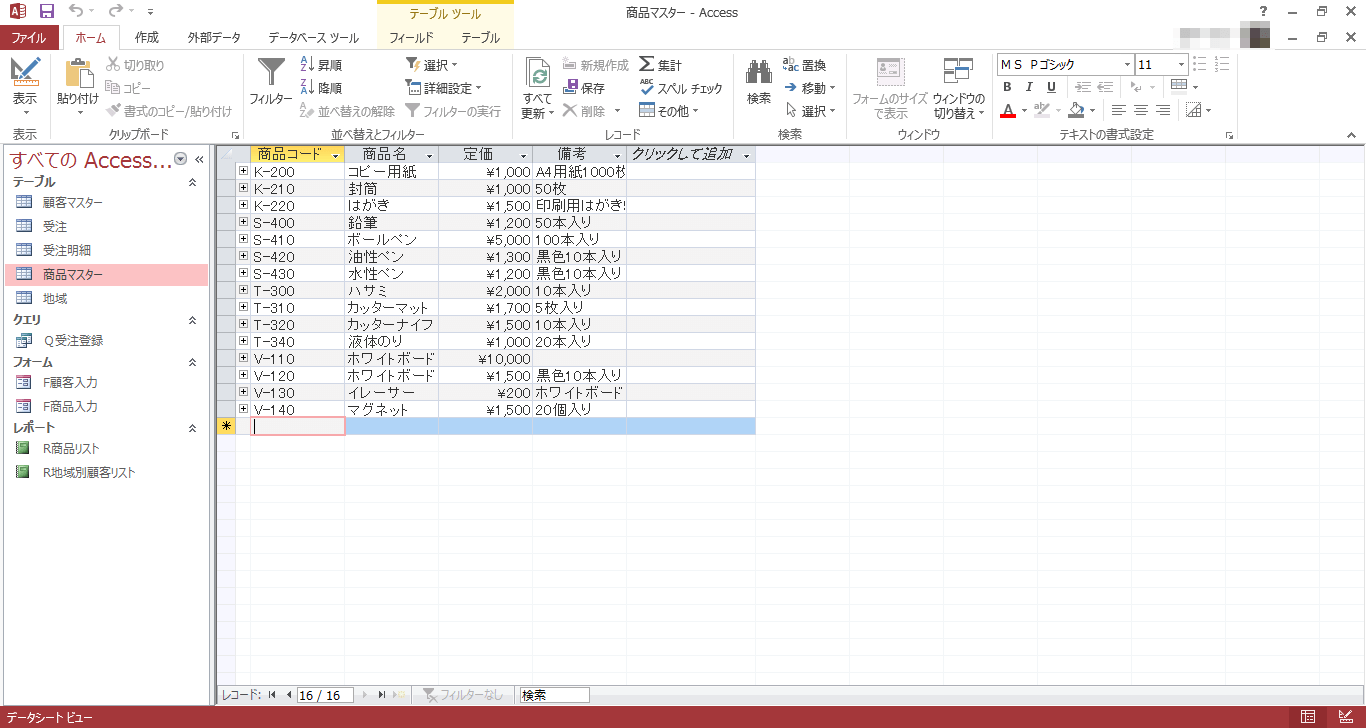 商品マスター - Access
テーブル ツール
ファイル ホーム 作成 外部データ データベース ツール フィールド テーブル
表示
貼り付け
切り取り
コピー
書式のコピー/貼り付け
フィルター
昇順
降順
並べ替えの解除
選択
詳細設定
フィルターの実行
すべて
更新
新規作成
保存
削除
集計
スペル チェック
その他
検索
置換
移動
選択
フォームのサイズ
で表示
ウィンドウの
切り替え
ＭＳ Ｐゴシック 11
B I U
表示 クリップボード 並べ替えとフィルター レコード 検索 ウィンドウ テキストの書式設定
すべての Access...
テーブル
顧客マスター
受注
受注明細
商品マスター
地域
クエリ
Ｑ受注登録
フォーム
F顧客入力
F商品入力
レポート
R商品リスト
R地域別顧客リスト
商品コード 商品名 定価 備考 クリックして追加
K-200 コピー用紙 ¥1,000 A4用紙1000枚
K-210 封筒 ¥1,000 50枚
K-220 はがき ¥1,500 印刷用はがき
S-400 鉛筆 ¥1,200 50本入り
S-410 ボールペン ¥5,000 100本入り
S-420 油性ペン ¥1,300 黒色10本入り
S-430 水性ペン ¥1,200 黒色10本入り
T-300 ハサミ ¥2,000 10本入り
T-310 カッターマット ¥1,700 5枚入り
T-320 カッターナイフ ¥1,500 10本入り
T-340 液体のり ¥1,000 20本入り
V-110 ホワイトボード ¥10,000
V-120 ホワイトボード ¥1,500 黒色10本入り
V-130 イレーサー ¥200 ホワイトボード
V-140 マグネット ¥1,500 20個入り
レコード: 16 / 16 フィルターなし 検索
データシート ビュー